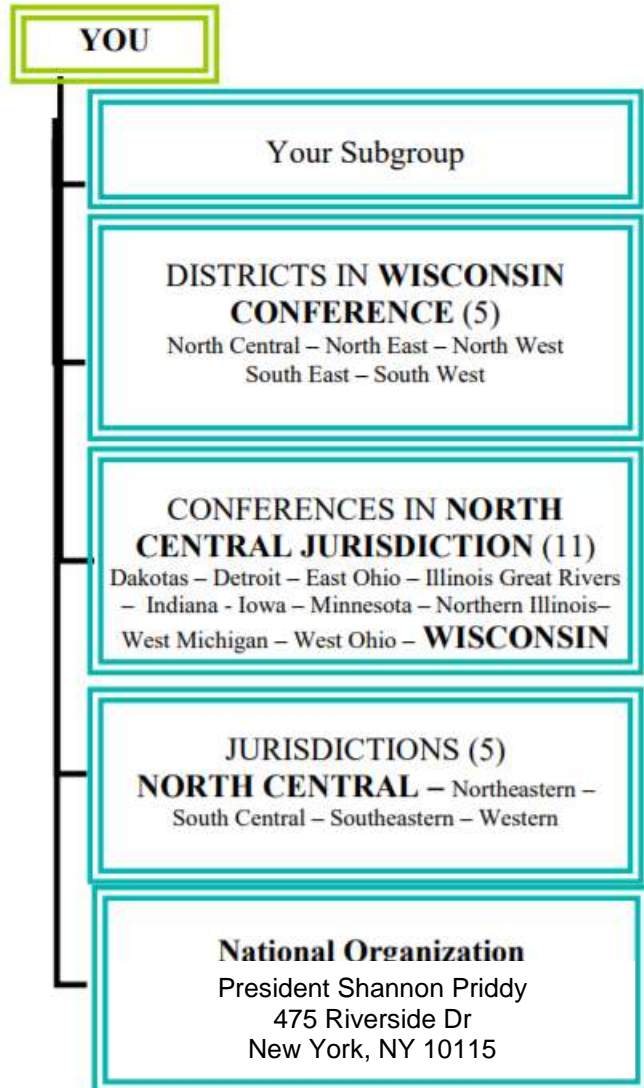 YOU
Your Subgroup
DISTRICTS IN WISCONSIN
CONFERENCE (5)
North Central – North East – North West
South East – South West
CONFERENCES IN NORTH
CENTRAL JURISDICTION (11)
Dakotas – Detroit – East Ohio – Illinois Great Rivers
– Indiana - Iowa – Minnesota – Northern Illinois–
West Michigan – West Ohio – WISCONSIN
JURISDICTIONS (5)
NORTH CENTRAL – Northeastern –
South Central – Southeastern – Western
National Organization
President Shannon Priddy
475 Riverside Dr
New York, NY 10115